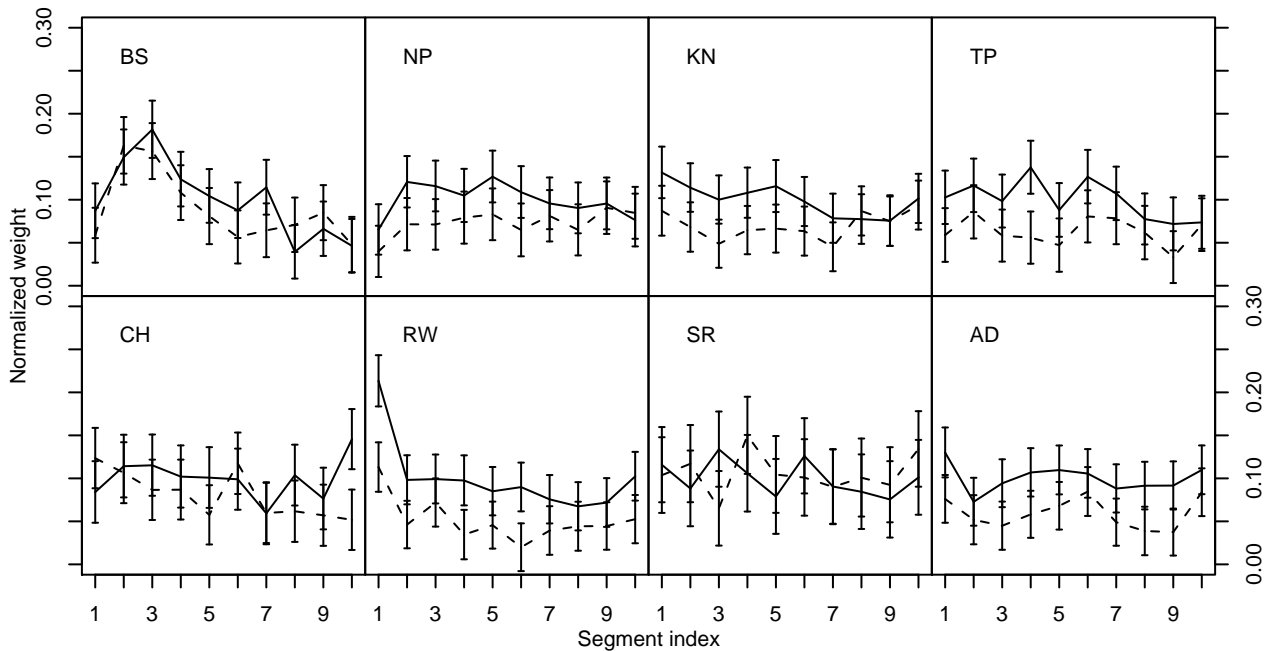 BS
NP
KN
TP
0.30
0.20
0.10
0.00
Normalized weight
CH
RW
SR
AD
0.30
0.20
0.10
0.00
1 3 5 7 9 1 3 5 7 9 1 3 5 7 9 1 3 5 7 9
Segment index